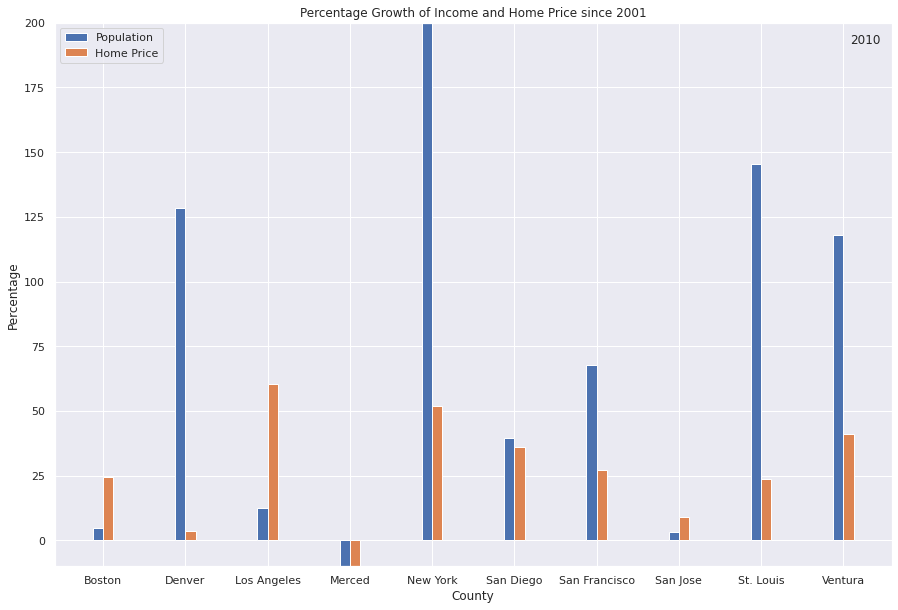 Percentage Growth of Income and Home Price since 2001
200
175
150
125
100
75
50
25
0
Percentage
Population
Home Price
2010
Boston Denver Los Angeles Merced New York San Diego San Francisco San Jose St. Louis Ventura
County